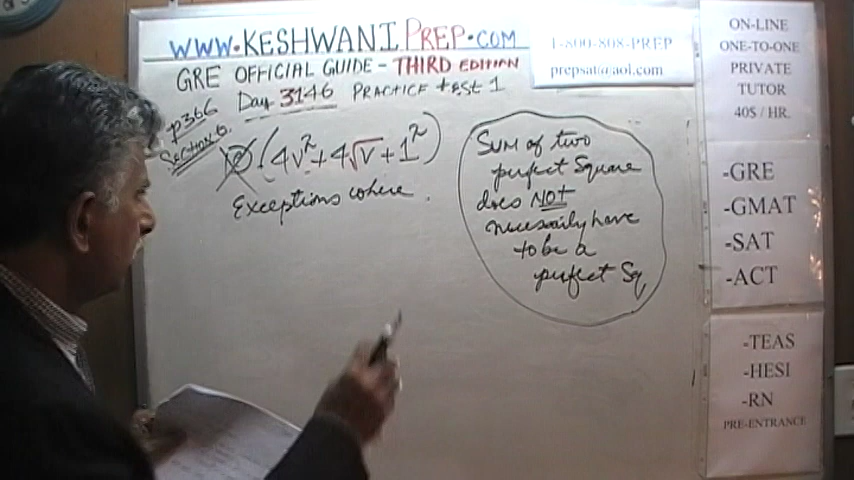 WWW.KESHWANIPREP.COM
1-800-808-PREP
prepsat@aol.com
GRE OFFICIAL GUIDE - THIRD EDITION
p366 Day 3146 PRACTICE test 1
Section 6.
(4v²+4√v+1²)
Exceptions where
Sum of two
perfect Square
does NOT
necessaily have
to be a
perfect Sq
ON-LINE
ONE-TO-ONE
PRIVATE
TUTOR
40$ / HR.
-GRE
-GMAT
-SAT
-ACT
-TEAS
-HESI
-RN
PRE-ENTRANCE